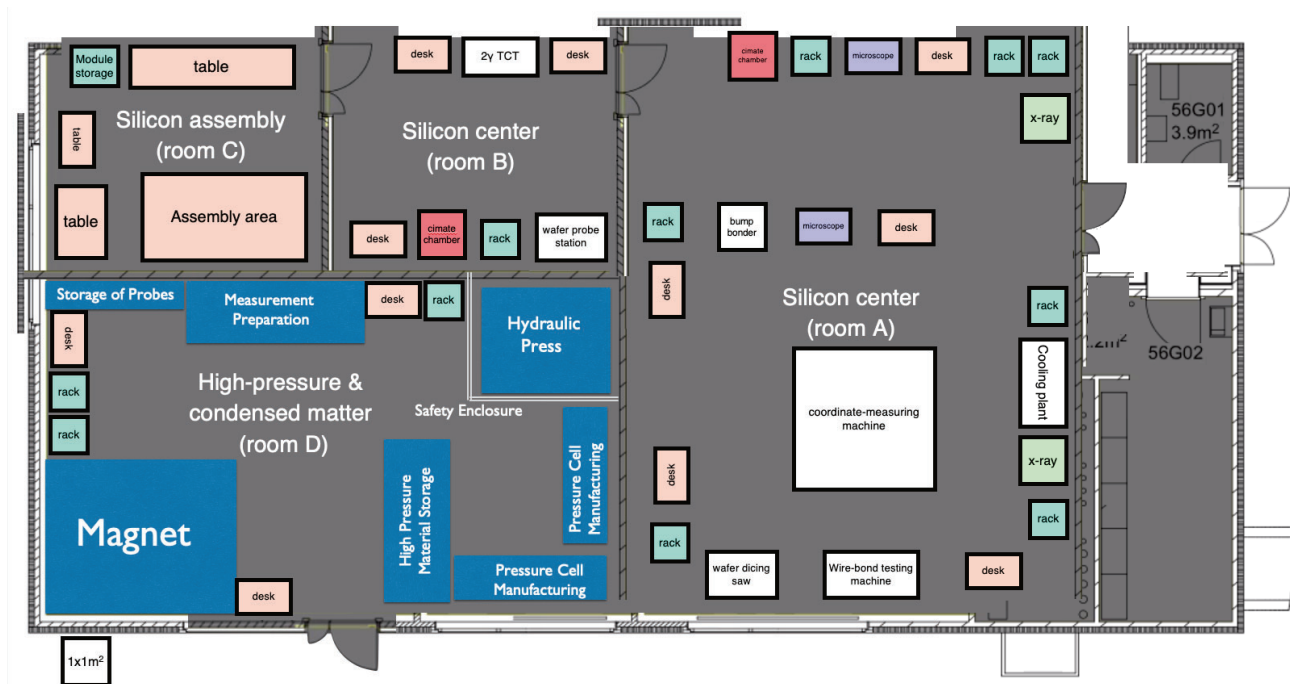 Module
storage
table
table
Silicon assembly
(room C)
table
Assembly area
desk
2γ TCT
desk
Silicon center
(room B)
desk
cimate
chamber
rack
wafer probe
station
cimate
chamber
rack
microscope
desk
rack
rack
x-ray
56G01
3.9m²
rack
bump
bonder
microscope
desk
desk
Silicon center
(room A)
rack
56G02
Cooling plant
coordinate-measuring
machine
x-ray
desk
rack
rack
wafer dicing
saw
Wire-bond testing
machine
desk
Storage of Probes
Measurement
Preparation
desk
rack
Hydraulic
Press
desk
rack
rack
High-pressure &
condensed matter
(room D)
Safety Enclosure
Magnet
High Pressure
Material Storage
Pressure Cell
Manufacturing
Pressure Cell
Manufacturing
desk
1x1m²